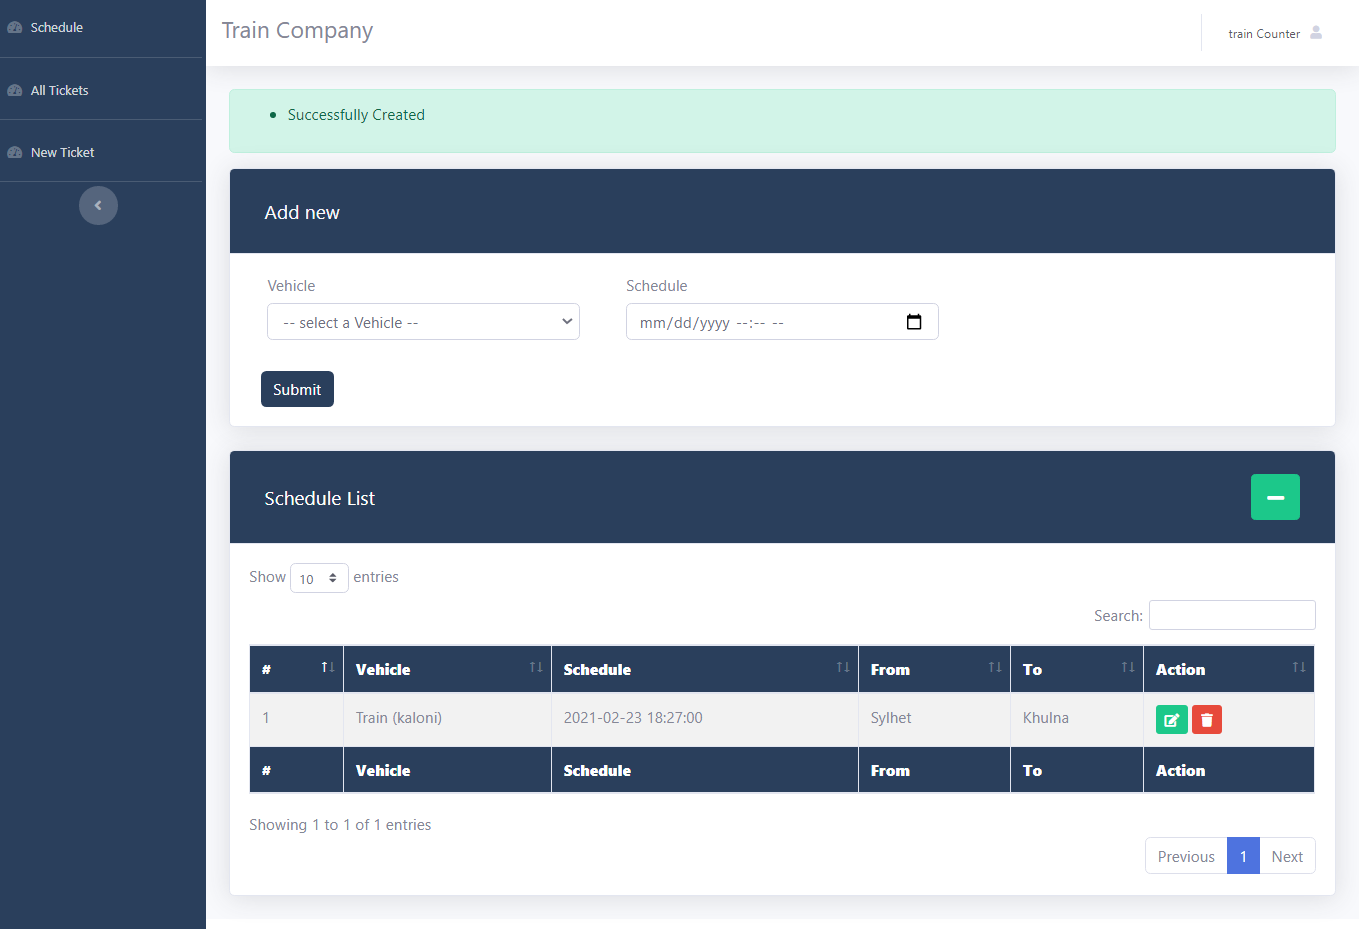 Schedule
All Tickets
New Ticket
Train Company
train Counter
Successfully Created
Add new
Vehicle
Schedule
-- select a Vehicle --
mm/dd/yyyy --:-- --
Submit
Schedule List
Show 10 entries
Search:
# Vehicle Schedule From To Action
1 Train (kaloni) 2021-02-23 18:27:00 Sylhet Khulna
# Vehicle Schedule From To Action
Showing 1 to 1 of 1 entries
Previous 1 Next